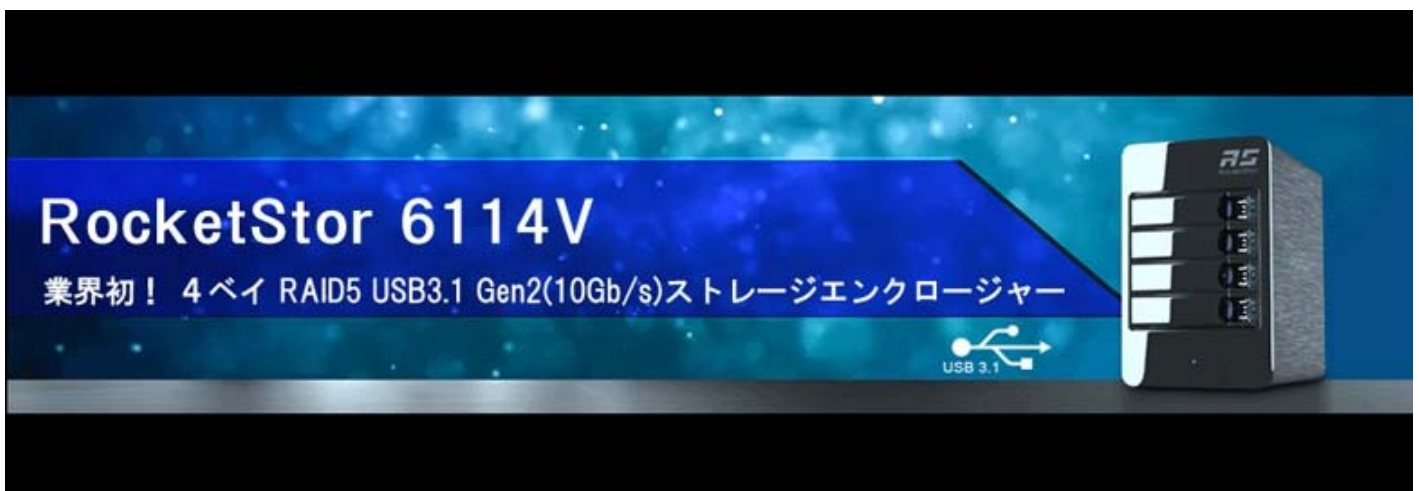 RocketStor 6114V
業界初！ 4ベイ RAID5 USB3.1 Gen2(10Gb/s)ストレージエンクロージャー
USB 3.1
RS